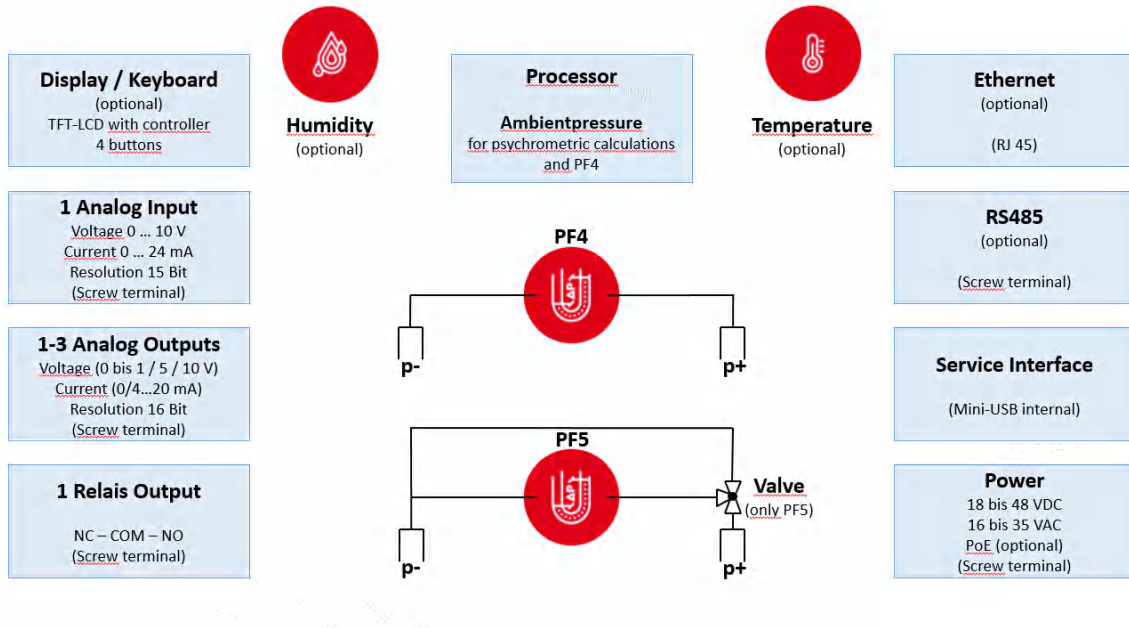 Display / Keyboard
(optional)
TFT-LCD with controller
4 buttons
Humidity
(optional)
Processor
Ambientpressure
for psychrometric calculations
and PF4
Temperature
(optional)
Ethernet
(optional)
(RJ 45)
1 Analog Input
Voltage 0 ... 10 V
Current 0 ... 24 mA
Resolution 15 Bit
(Screw terminal)
RS485
(optional)
(Screw terminal)
PF4
ΔP
p-
p+
1-3 Analog Outputs
Voltage (0 bis 1 / 5 / 10 V)
Current (0/4...20 mA)
Resolution 16 Bit
(Screw terminal)
Service Interface
(Mini-USB internal)
PF5
ΔP
Valve
(only PF5)
p-
p+
1 Relais Output
NC – COM – NO
(Screw terminal)
Power
18 bis 48 VDC
16 bis 35 VAC
PoE (optional)
(Screw terminal)